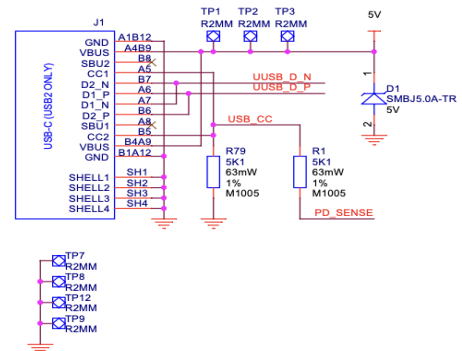 J1
TP1
R2MM
TP2
R2MM
TP3
R2MM
5V
USB-C (USB2 ONLY)
GND A1B12
VBUS A4B9
SBU2 B8
CC1 A5
D2_N B7
D1_P A6
D1_N A7
D2_P B6
SBU1 A8
CC2 B5
VBUS B4A9
GND B1A12
SHELL1 SH1
SHELL2 SH2
SHELL3 SH3
SHELL4 SH4
UUSB_D_N
UUSB_D_P
USB_CC
1
D1
SMBJ5.0A-TR
5V
2
R79
5K1
63mW
1%
M1005
R1
5K1
63mW
1%
M1005
PD_SENSE
TP7
R2MM
TP8
R2MM
TP12
R2MM
TP9
R2MM